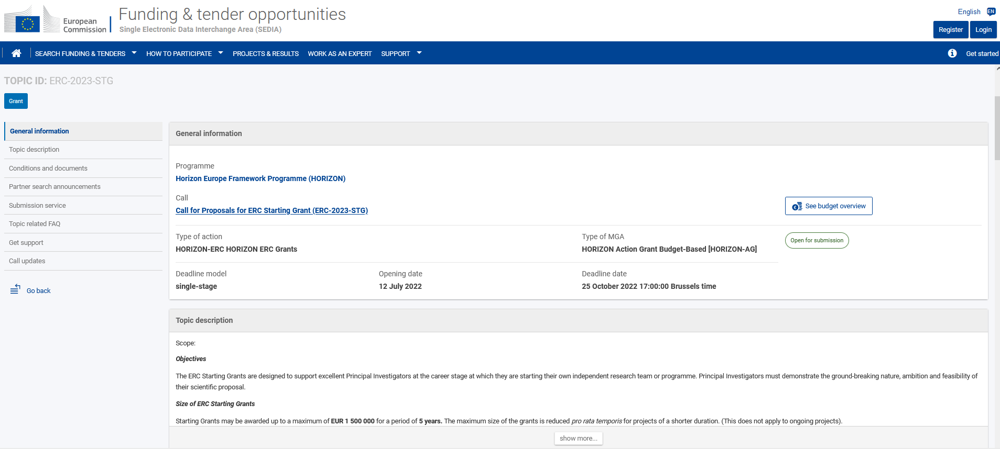 European
Commission
Funding & tender opportunities
Single Electronic Data Interchange Area (SEDIA)
English EN
Register Login
SEARCH FUNDING & TENDERS HOW TO PARTICIPATE PROJECTS & RESULTS WORK AS AN EXPERT SUPPORT Get started
TOPIC ID: ERC-2023-STG
Grant
General information
Topic description
Conditions and documents
Partner search announcements
Submission service
Topic related FAQ
Get support
Call updates
Go back
General information
Programme
Horizon Europe Framework Programme (HORIZON)
Call
Call for Proposals for ERC Starting Grant (ERC-2023-STG)
See budget overview
Type of action
HORIZON-ERC HORIZON ERC Grants
Type of MGA
HORIZON Action Grant Budget-Based [HORIZON-AG]
Open for submission
Deadline model
single-stage
Opening date
12 July 2022
Deadline date
25 October 2022 17:00:00 Brussels time
Topic description
Scope:
Objectives
The ERC Starting Grants are designed to support excellent Principal Investigators at the career stage at which they are starting their own independent research team or programme. Principal Investigators must demonstrate the ground-breaking nature, ambition and feasibility of
their scientific proposal.
Size of ERC Starting Grants
Starting Grants may be awarded up to a maximum of EUR 1 500 000 for a period of 5 years. The maximum size of the grants is reduced pro rata temporis for projects of a shorter duration. (This does not apply to ongoing projects).
show more...